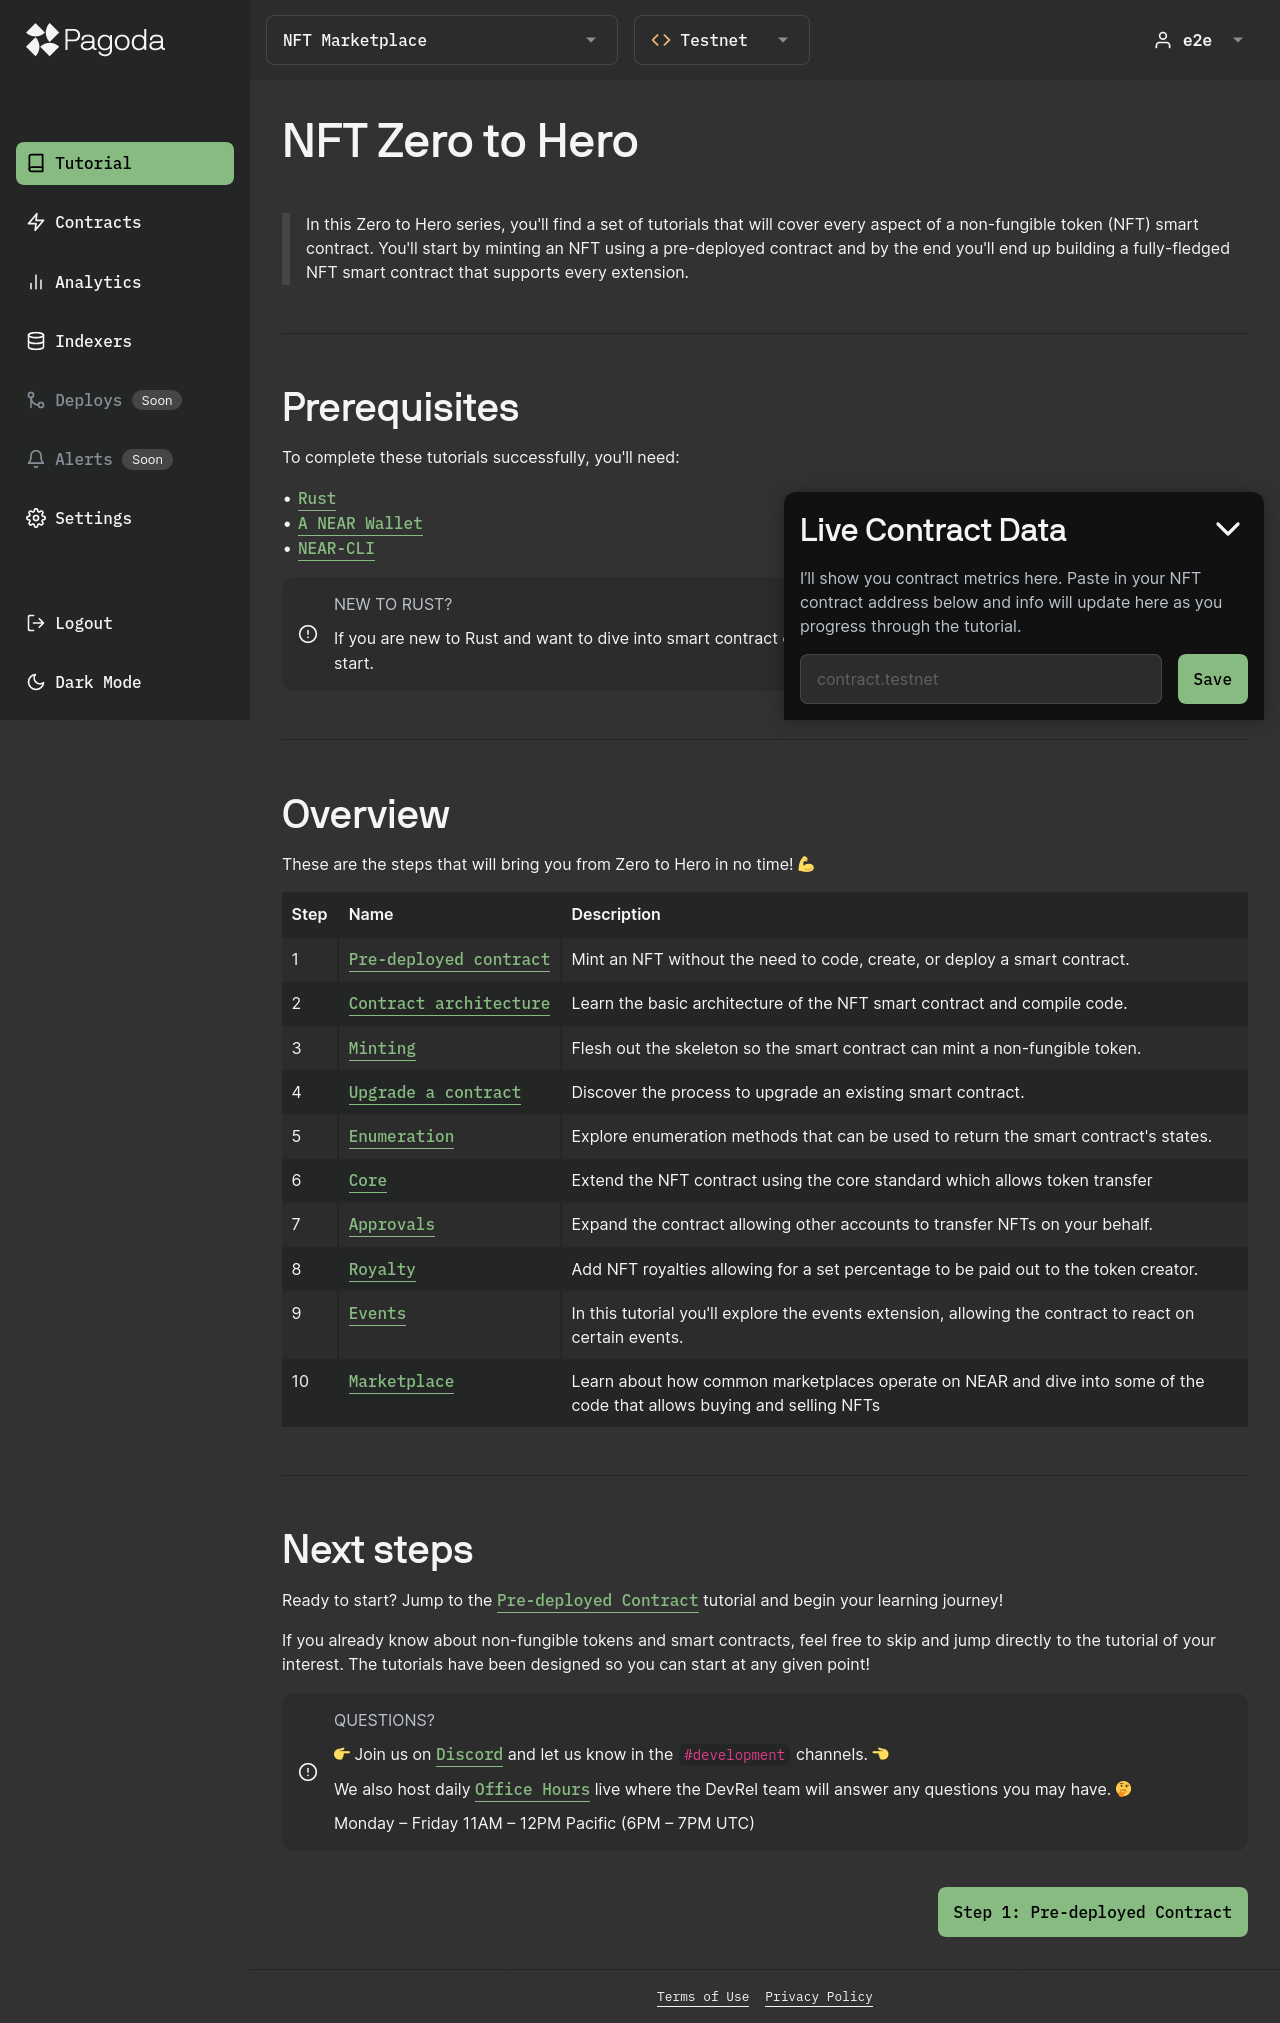 Pagoda
NFT Marketplace
Testnet
e2e
Tutorial
Contracts
Analytics
Indexers
Deploys Soon
Alerts Soon
Settings
Logout
Dark Mode
NFT Zero to Hero
In this Zero to Hero series, you'll find a set of tutorials that will cover every aspect of a non-fungible token (NFT) smart
contract. You'll start by minting an NFT using a pre-deployed contract and by the end you'll end up building a fully-fledged
NFT smart contract that supports every extension.
Prerequisites
To complete these tutorials successfully, you'll need:
• Rust
• A NEAR Wallet
• NEAR-CLI
NEW TO RUST?
If you are new to Rust and want to dive into smart contract
start.
Live Contract Data
I’ll show you contract metrics here. Paste in your NFT
contract address below and info will update here as you
progress through the tutorial.
contract.testnet
Save
Overview
These are the steps that will bring you from Zero to Hero in no time! 💪
Step Name Description
1 Pre-deployed contract Mint an NFT without the need to code, create, or deploy a smart contract.
2 Contract architecture Learn the basic architecture of the NFT smart contract and compile code.
3 Minting Flesh out the skeleton so the smart contract can mint a non-fungible token.
4 Upgrade a contract Discover the process to upgrade an existing smart contract.
5 Enumeration Explore enumeration methods that can be used to return the smart contract's states.
6 Core Extend the NFT contract using the core standard which allows token transfer
7 Approvals Expand the contract allowing other accounts to transfer NFTs on your behalf.
8 Royalty Add NFT royalties allowing for a set percentage to be paid out to the token creator.
9 Events In this tutorial you'll explore the events extension, allowing the contract to react on
certain events.
10 Marketplace Learn about how common marketplaces operate on NEAR and dive into some of the
code that allows buying and selling NFTs
Next steps
Ready to start? Jump to the Pre-deployed Contract tutorial and begin your learning journey!
If you already know about non-fungible tokens and smart contracts, feel free to skip and jump directly to the tutorial of your
interest. The tutorials have been designed so you can start at any given point!
QUESTIONS?
👉 Join us on Discord and let us know in the #development channels. 👈
We also host daily Office Hours live where the DevRel team will answer any questions you may have. 🤔
Monday – Friday 11AM – 12PM Pacific (6PM – 7PM UTC)
Step 1: Pre-deployed Contract
Terms of Use Privacy Policy